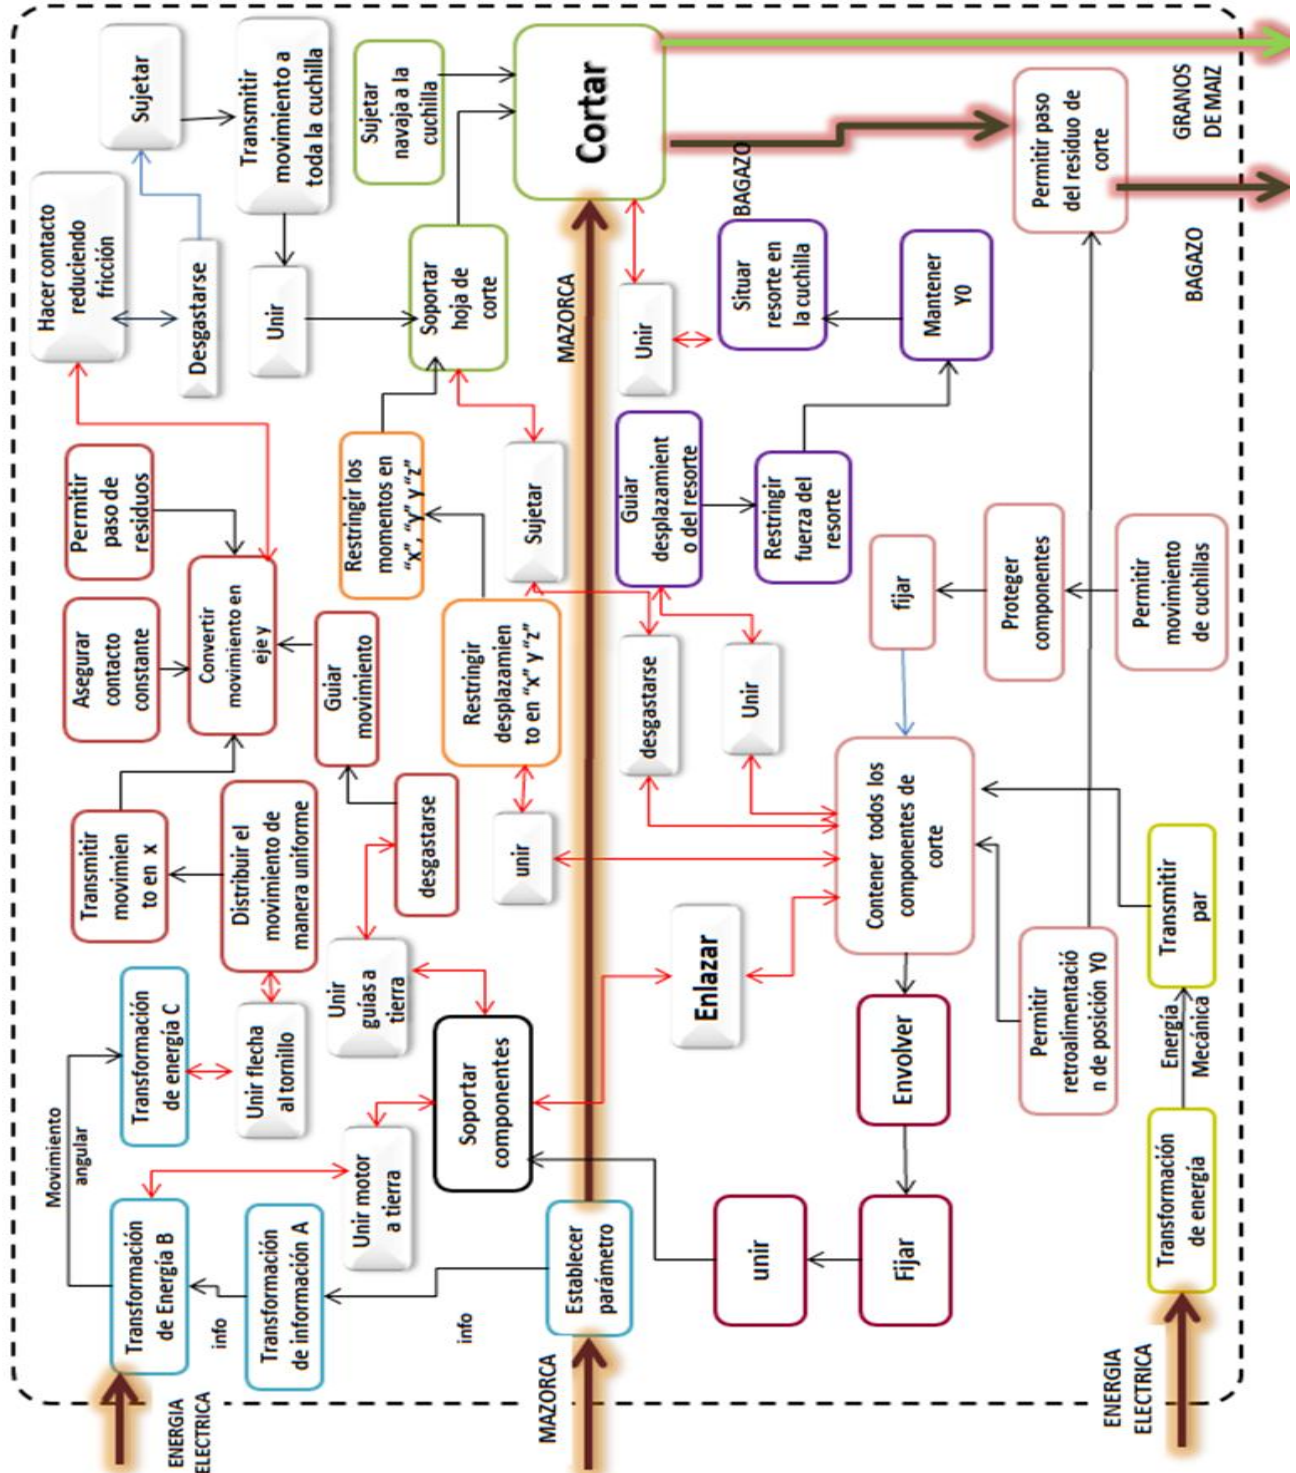 ENERGIA
ELECTRICA
Transformación
de Energía B
Movimiento
angular
info
Transformación
de información A
info
Transformación
de energía C
Unir flecha
al tornillo
Unir motor
a tierra
Transmitir
movimien
to en x
Distribuir el
movimiento de
manera uniforme
Unir
guías a
tierra
desgastarse
Asegurar
contacto
constante
Permitir
paso de
residuos
Convertir
movimiento en
eje y
Guiar
movimiento
Hacer contacto
reduciendo
fricción
Desgastarse
Sujetar
Transmitir
movimiento a
toda la cuchilla
Unir
Sujetar
navaja a la
cuchilla
Soportar
hoja de
corte
Restringir los
momentos en
“x”, “y” y “z”
Restringir
desplazamien
to en “x” y “z”
Sujetar
unir
Soportar
componentes
MAZORCA
Establecer
parámetro
MAZORCA
Cortar
Unir
BAGAZO
Situar
resorte en
la cuchilla
Mantener
Y0
Guiar
desplazamient
o del resorte
Restringir
fuerza del
resorte
desgastarse
Unir
Enlazar
Contener todos los
componentes de
corte
fijar
Proteger
componentes
Permitir
movimiento
de cuchillas
Envolver
Fijar
unir
Permitir
retroalimentació
n de posición Y0
Permitir paso
del residuo de
corte
GRANOS
DE MAIZ
BAGAZO
ENERGIA
ELECTRICA
Transformación
de energía
Energía
Mecánica
Transmitir
par